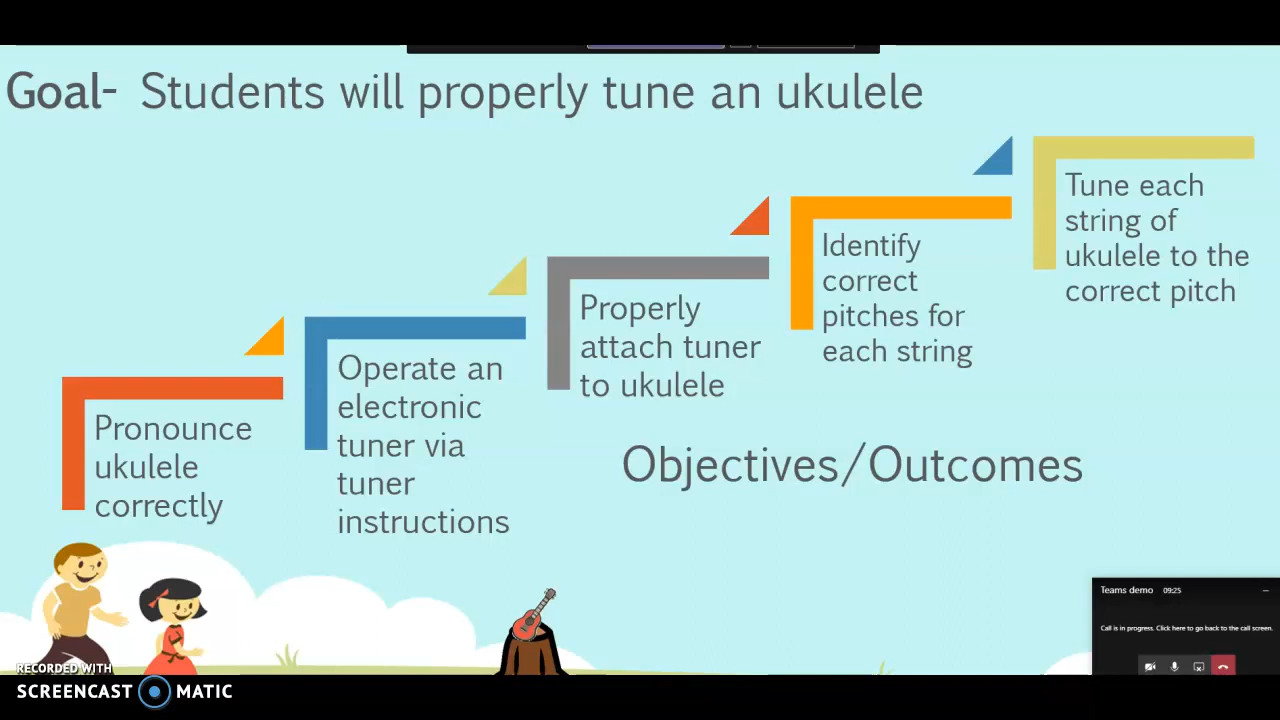 Goal- Students will properly tune an ukulele
Pronounce
ukulele
correctly
Operate an
electronic
tuner via
tuner
instructions
Properly
attach tuner
to ukulele
Identify
correct
pitches for
each string
Tune each
string of
ukulele to the
correct pitch
Objectives/Outcomes
Teams demo 09:25
Call is in progress. Click here to go back to the call screen.
RECORDED WITH
SCREENCAST MATIC